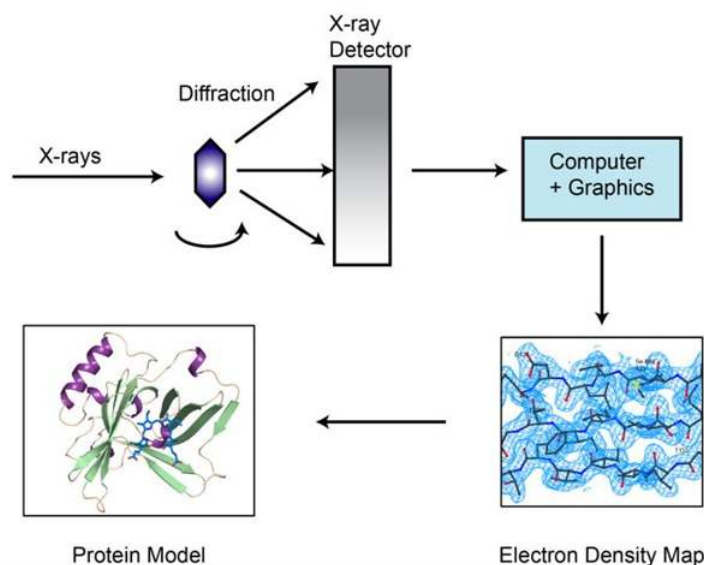 X-ray
Detector
Diffraction
X-rays
Computer
+ Graphics
Protein Model
Electron Density Map